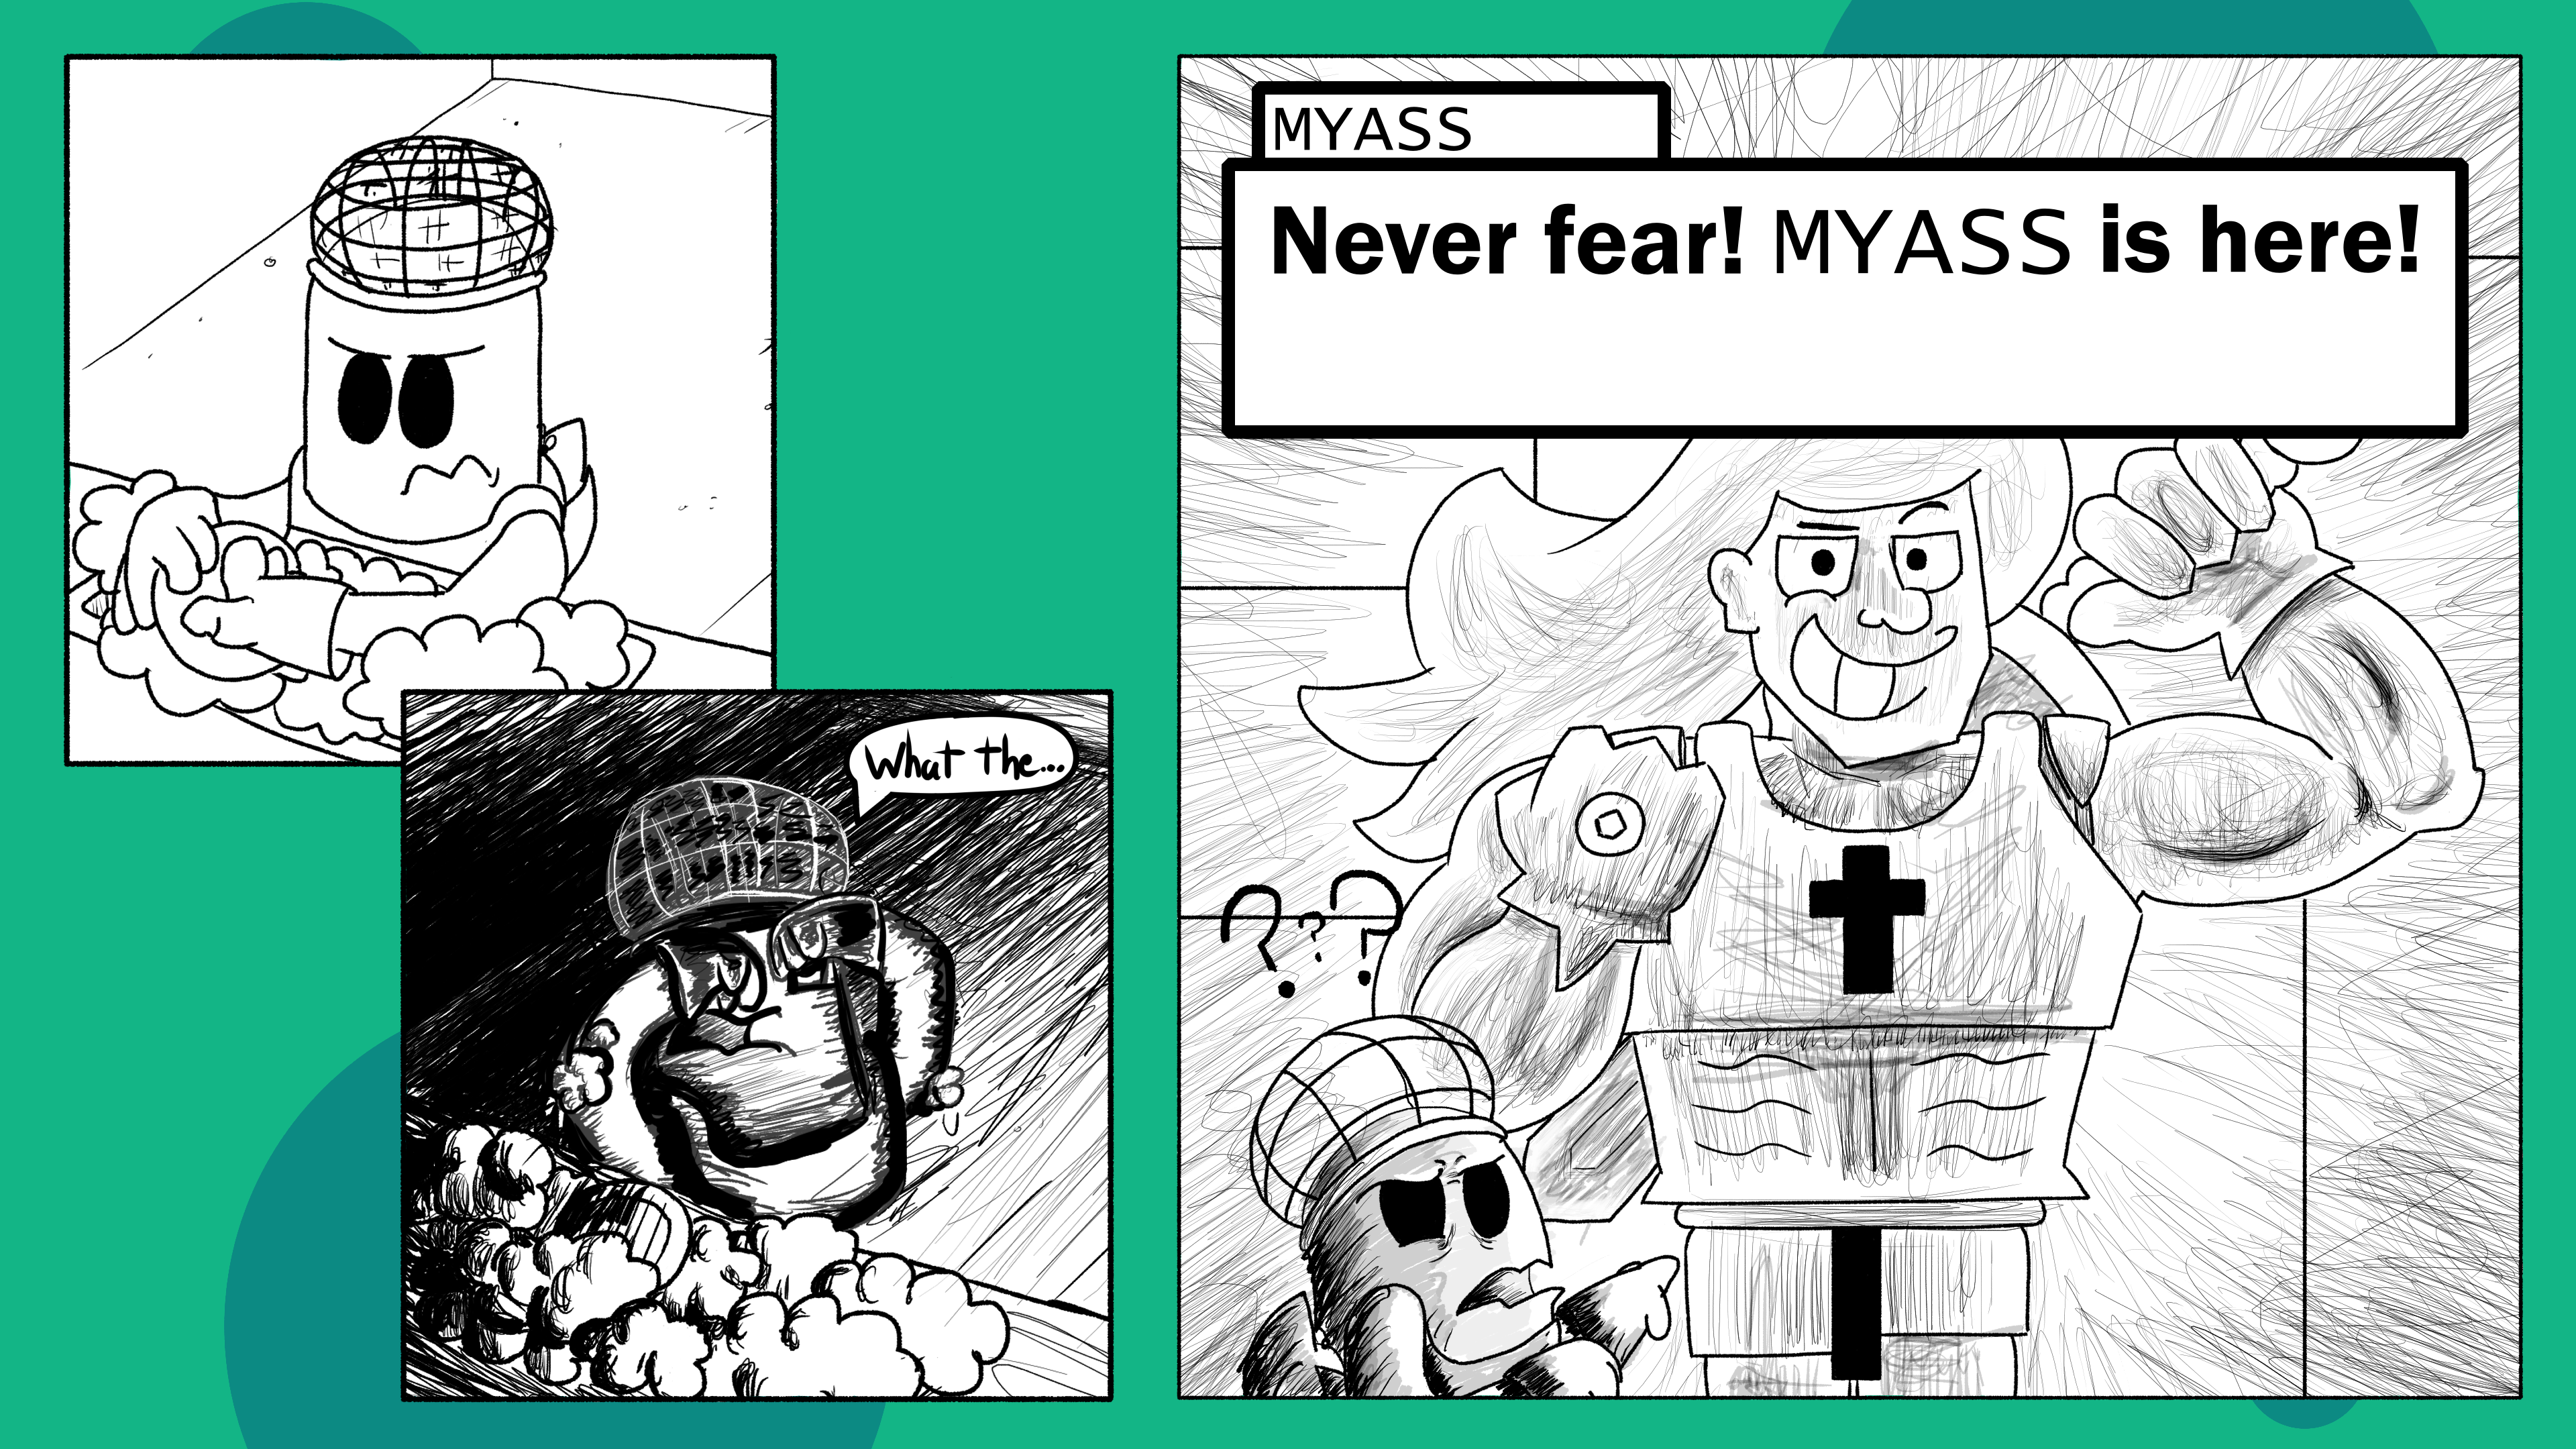 What the...
MYASS
Never fear! MYASS is here!
???